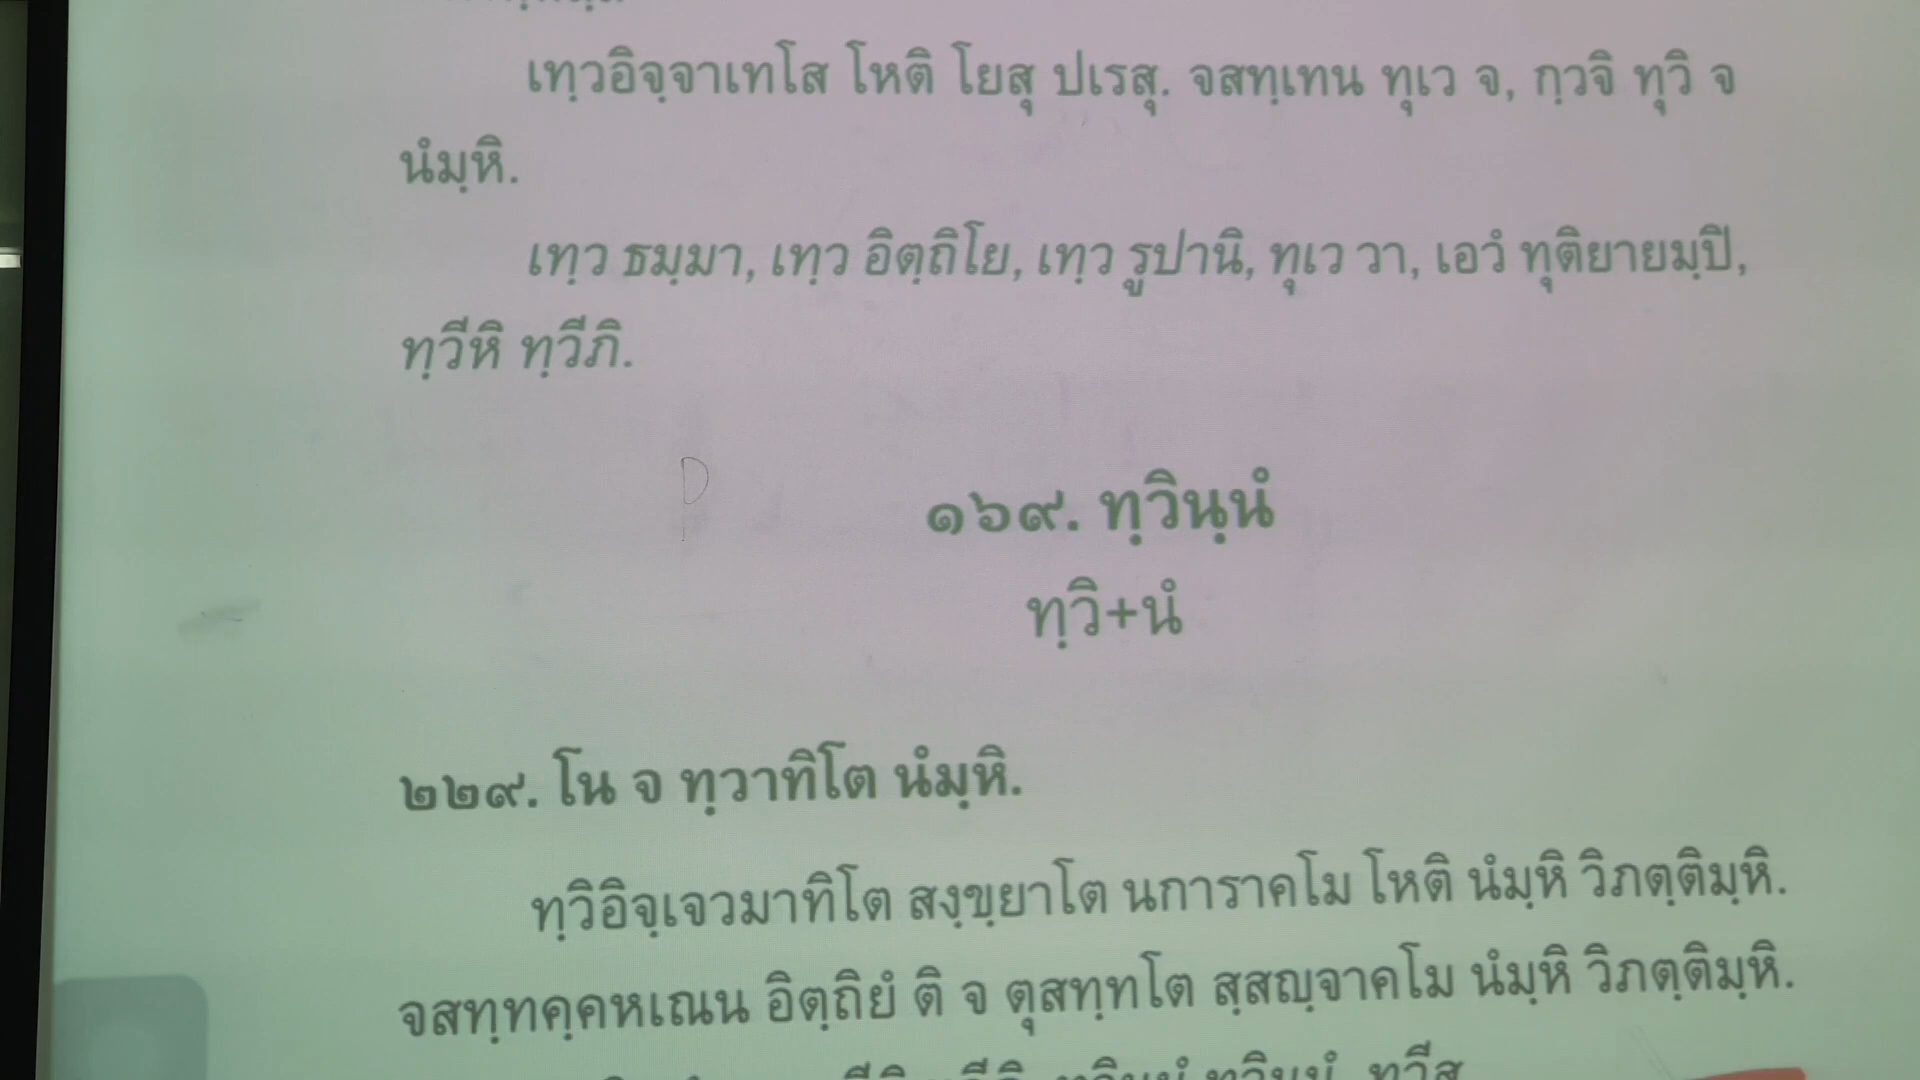 เทฺวอิจฺจาเทโส โหติ โยสุ ปเรสุ. จสทฺเทน ทุเว จ, กฺวจิ ทุวิ จ
นํมฺหิ.
เทฺว ธมฺมา, เทฺว อิตฺถิโย, เทฺว รูปานิ, ทุเว วา, เอวํ ทุติยายมฺปิ,
ทฺวีหิ ทฺวีภิ.
๑๖๙. ทฺวินฺนํ
ทฺวิ+นํ
๒๒๙. โน จ ทฺวาทิโต นํมฺหิ.
ทฺวิอิจฺเจวมาทิโต สงฺขฺยาโต นการาคโม โหติ นํมฺหิ วิภตฺติมฺหิ.
จสทฺทคฺคหเณน อิตฺถิยํ ติ จ ตุสทฺทโต สฺสญฺจาคโม นํมฺหิ วิภตฺติมฺหิ.